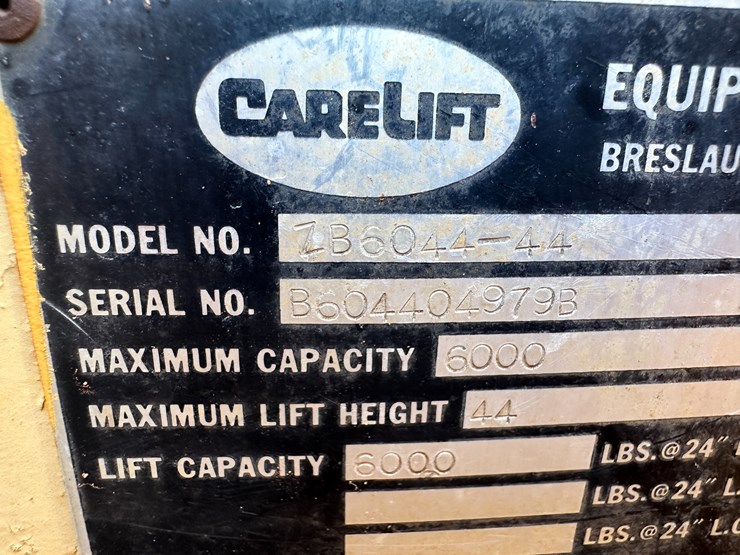 CARELIFT
EQUIP
BRESLAU
MODEL NO. ZB6044-44
SERIAL NO. B604404979B
MAXIMUM CAPACITY 6000
MAXIMUM LIFT HEIGHT 44
LIFT CAPACITY 6000 LBS.@24"
LBS.@24" L.
LBS.@24" L.C